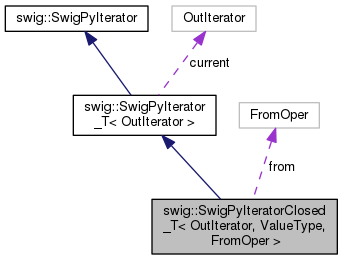 swig::SwigPyIterator
OutIterator
current
swig::SwigPyIterator
_T< OutIterator >
FromOper
from
swig::SwigPyIteratorClosed
_T< OutIterator, ValueType,
FromOper >